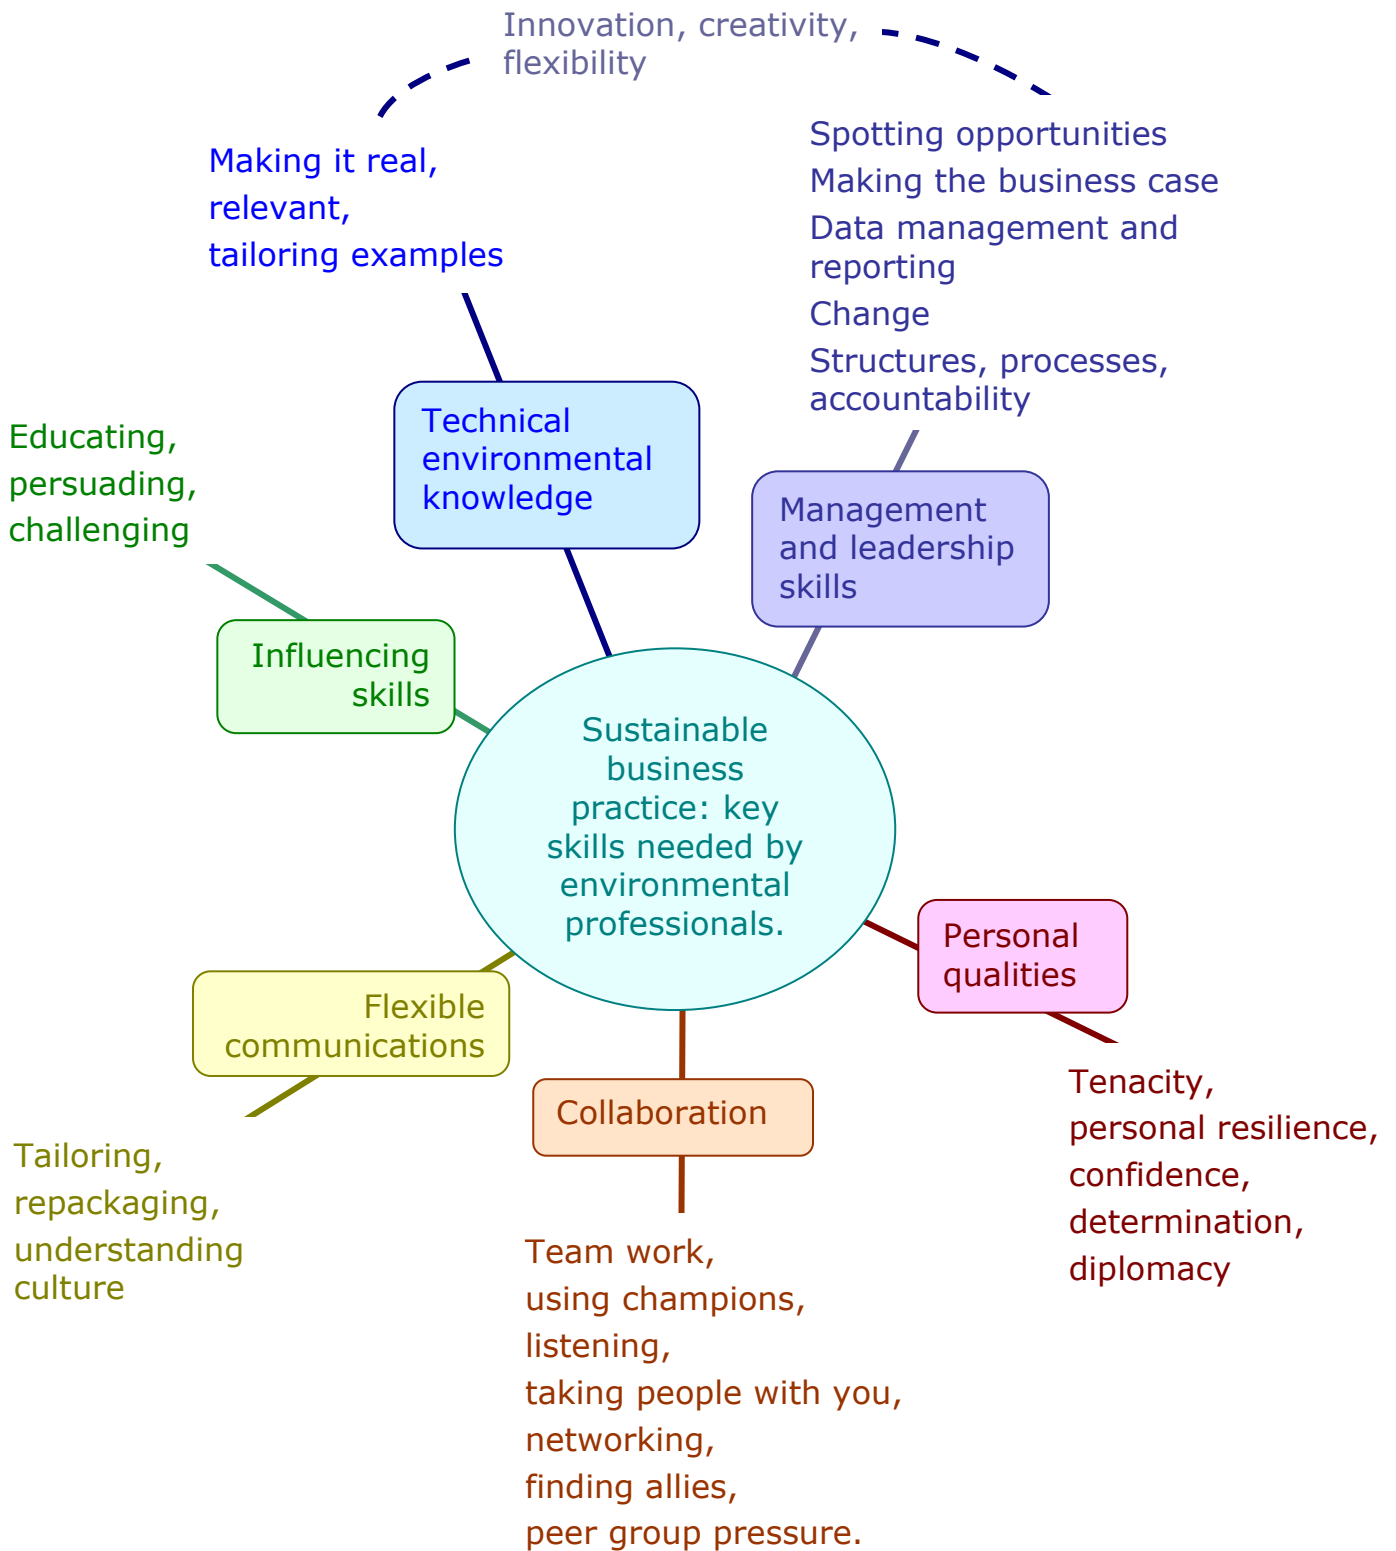 Innovation, creativity,
flexibility
Making it real,
relevant,
tailoring examples
Spotting opportunities
Making the business case
Data management and
reporting
Change
Structures, processes,
accountability
Technical
environmental
knowledge
Educating,
persuading,
challenging
Management
and leadership
skills
Influencing
skills
Sustainable
business
practice: key
skills needed by
environmental
professionals.
Personal
qualities
Flexible
communications
Collaboration
Tenacity,
personal resilience,
confidence,
determination,
diplomacy
Tailoring,
repackaging,
understanding
culture
Team work,
using champions,
listening,
taking people with you,
networking,
finding allies,
peer group pressure.